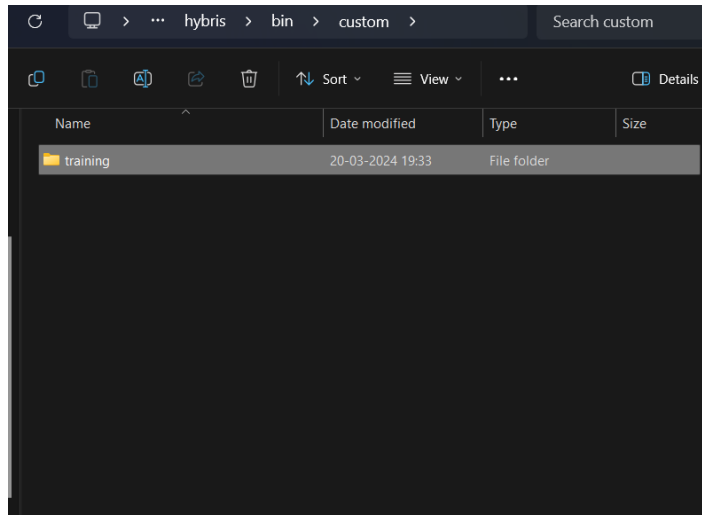 hybris > bin > custom > Search custom
Sort View Details
Name Date modified Type Size
training 20-03-2024 19:33 File folder